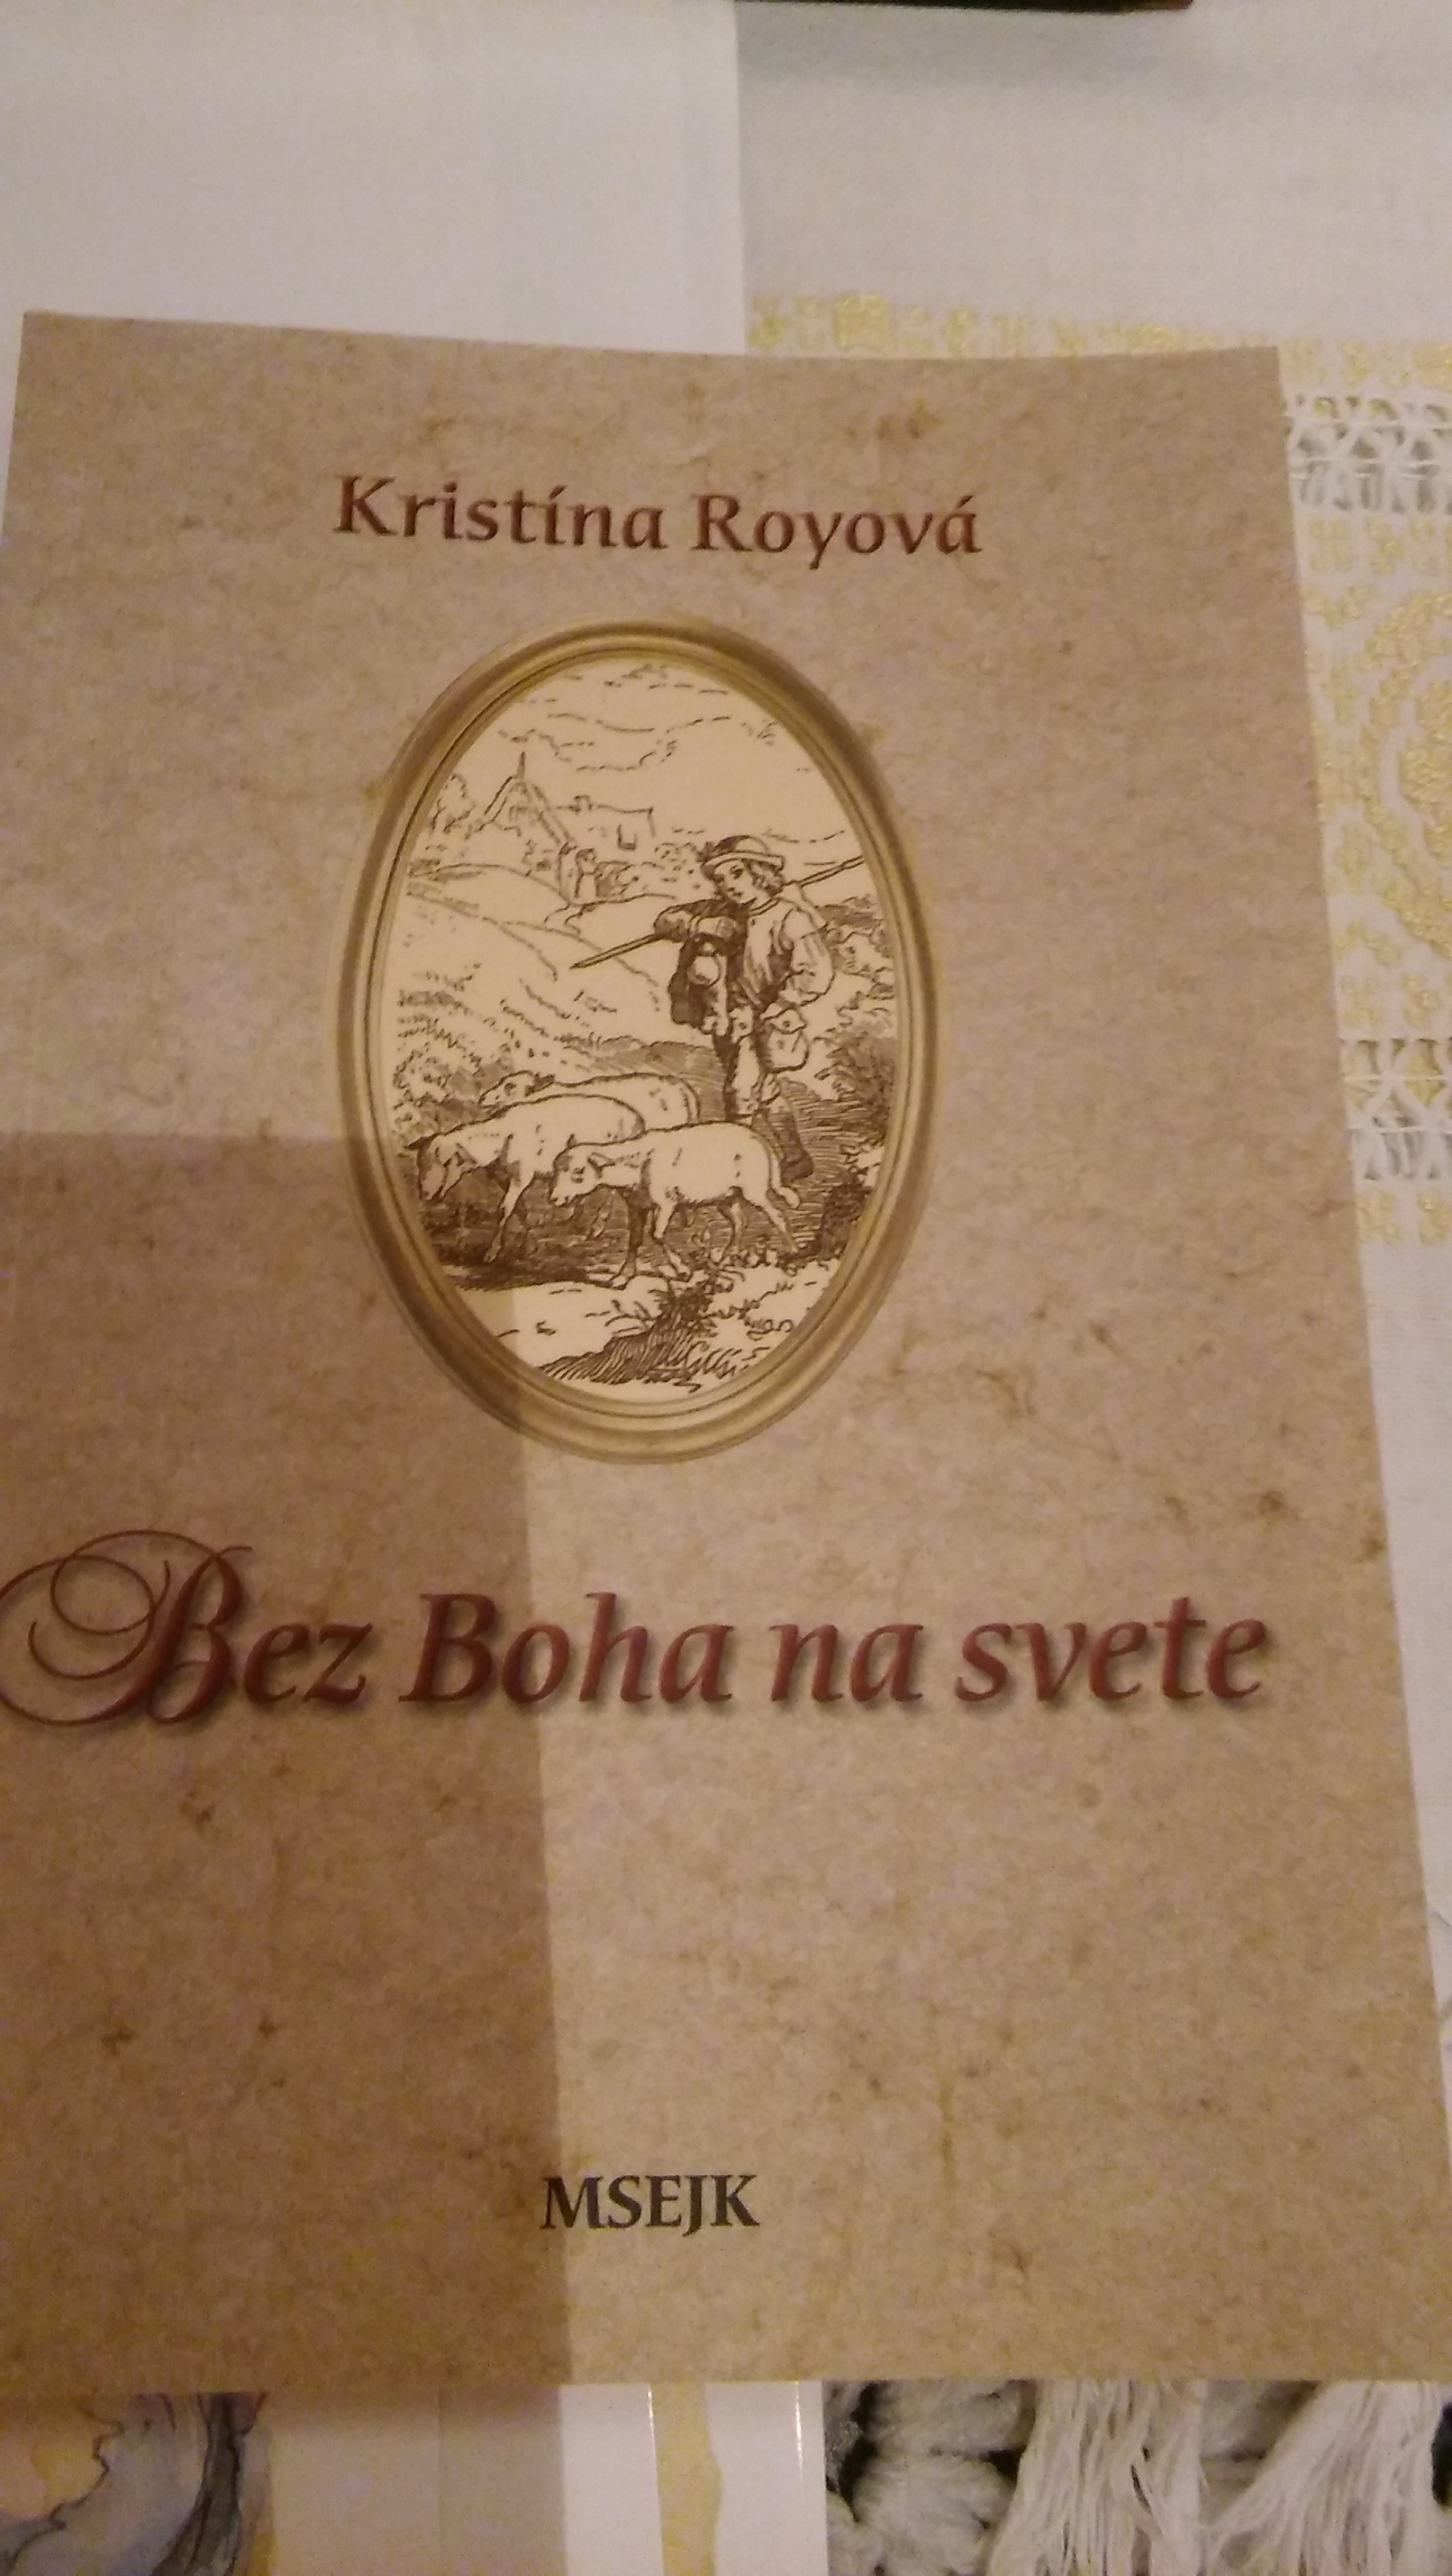 Kristína Royová
Bez Boha na svete
MSEJK